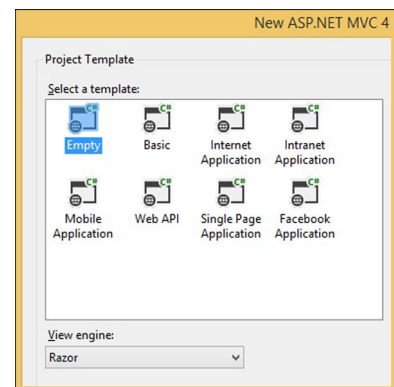 New ASP.NET MVC 4
Project Template
Select a template:
C# C# C# C#
Empty Basic Internet Application Intranet Application
C# C# C# C#
Mobile Application Web API Single Page Application Facebook Application
View engine:
Razor